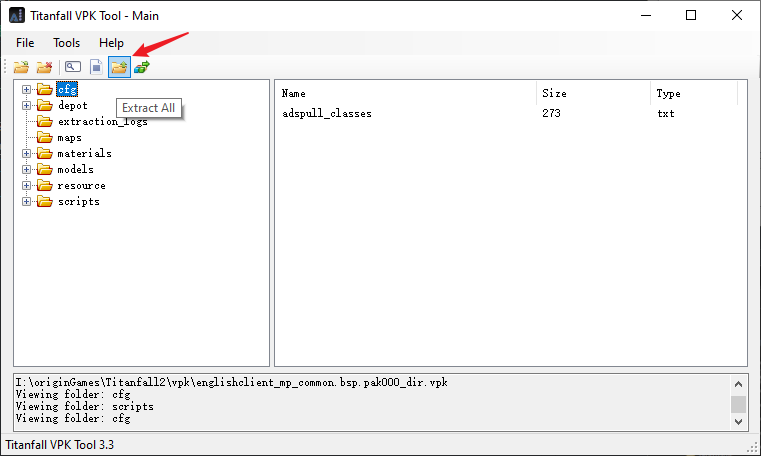 Titanfall VPK Tool - Main
File Tools Help
cfg
Extract All
depot
extraction_logs
maps
materials
models
resource
scripts
Name Size Type
adspull_classes 273 txt
I:\originGames\Titanfall2\vpk\englishclient_mp_common.bsp.pak000_dir.vpk
Viewing folder: cfg
Viewing folder: scripts
Viewing folder: cfg
Titanfall VPK Tool 3.3